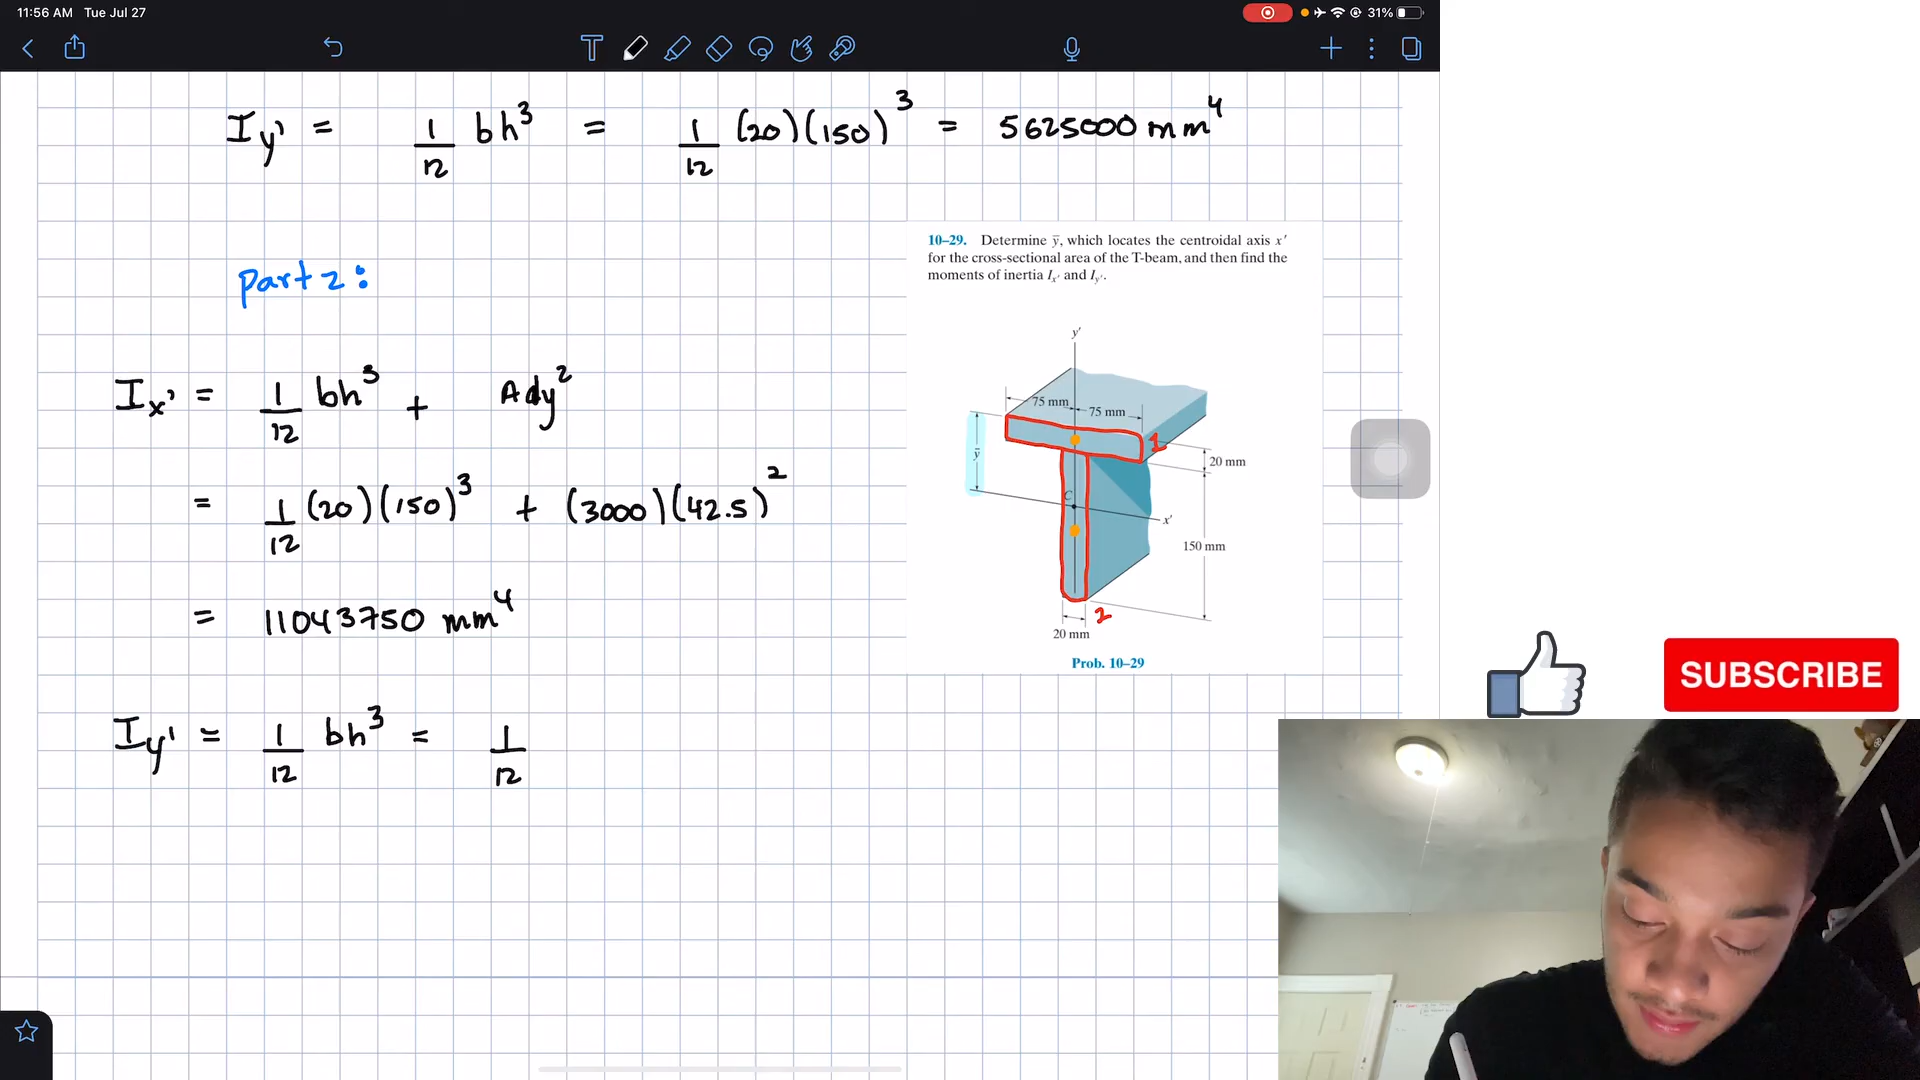 11:56 AM Tue Jul 27
31%
Iy' = 1/12 bh³ = 1/12 (20)(150)³ = 5625000 mm⁴
10–29. Determine y̅, which locates the centroidal axis x′
for the cross-sectional area of the T-beam, and then find the
moments of inertia Ix′ and Iy′.
part 2:
y′
75 mm
75 mm
1
y̅
20 mm
C
x′
150 mm
2
20 mm
Prob. 10–29
Ix' = 1/12 bh³ + Ady²
= 1/12 (20)(150)³ + (3000)(42.5)²
= 11043750 mm⁴
Iy' = 1/12 bh³ = 1/12
SUBSCRIBE